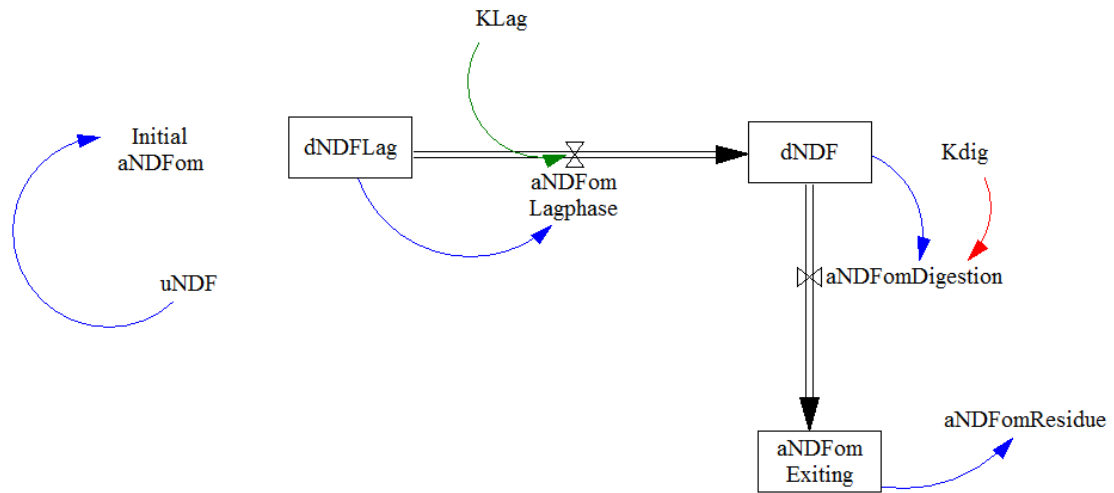 KLag
Initial
aNDFom
dNDFLag
dNDF
Kdig
aNDFom
Lagphase
uNDF
aNDFomDigestion
aNDFomResidue
aNDFom
Exiting